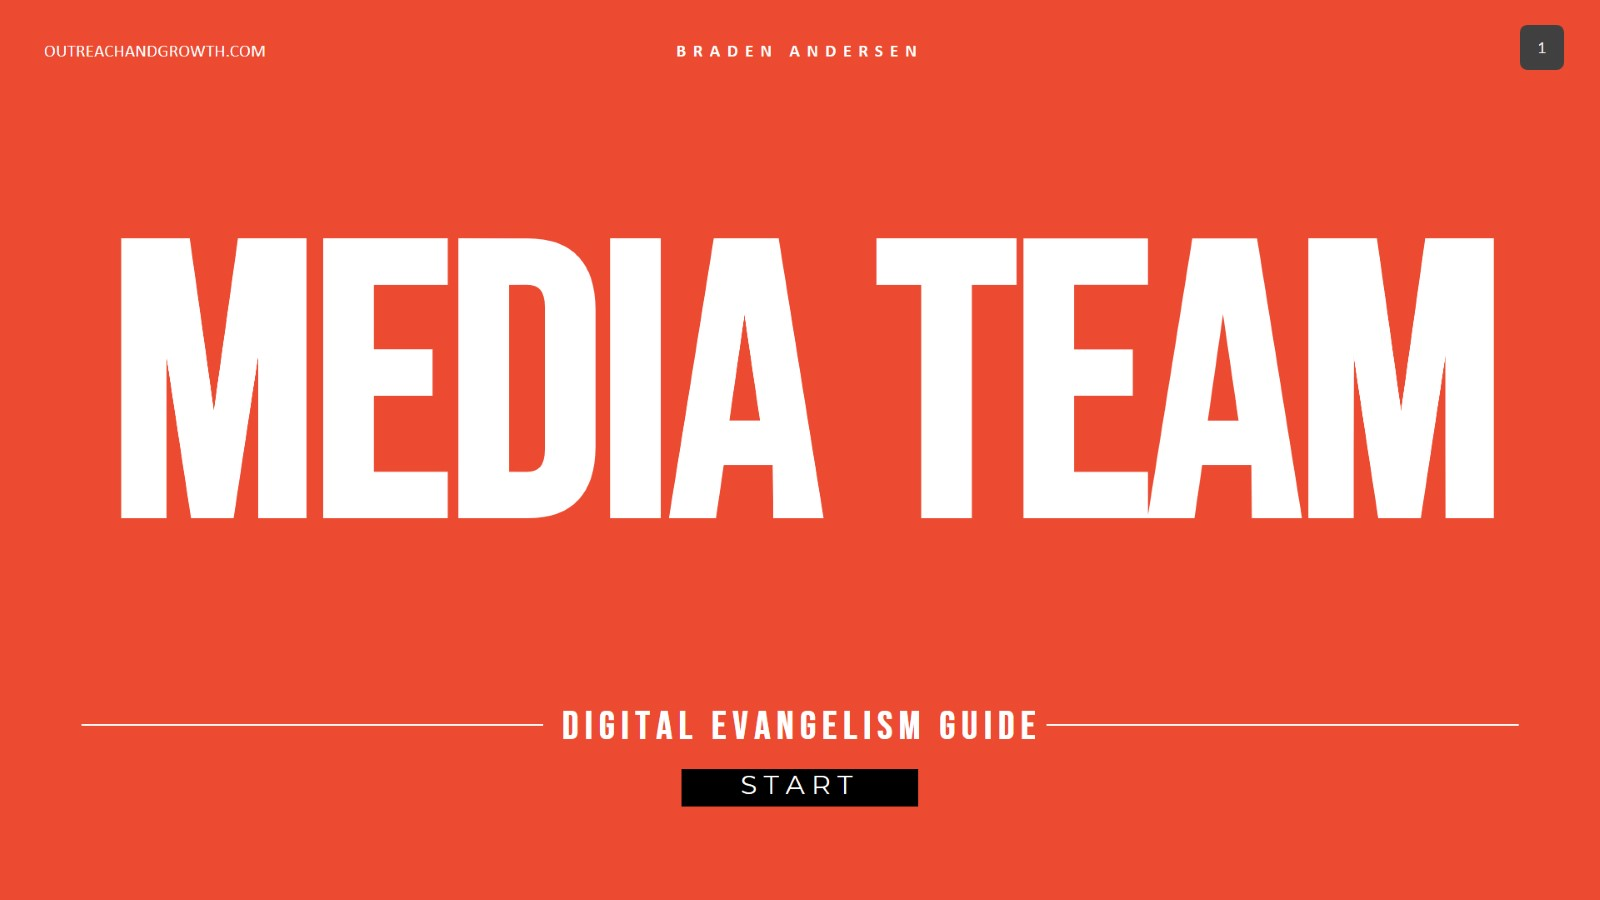 OUTREACHANDGROWTH.COM
BRADEN ANDERSEN
1
MEDIA TEAM
DIGITAL EVANGELISM GUIDE
START